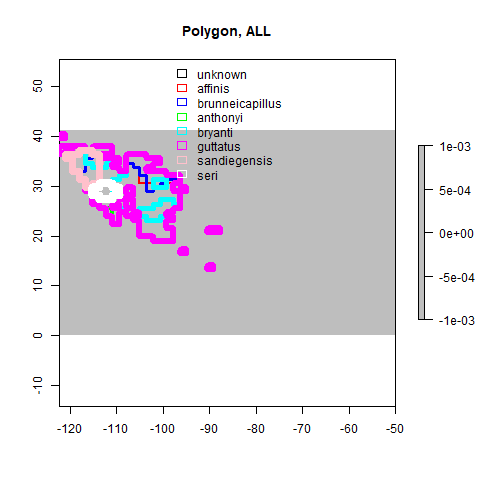 Polygon, ALL
unknown
affinis
brunneicapillus
anthonyi
bryanti
guttatus
sandiegensis
seri
50
40
30
20
10
0
-10
-120 -110 -100 -90 -80 -70 -60 -50
1e-03
5e-04
0e+00
-5e-04
-1e-03